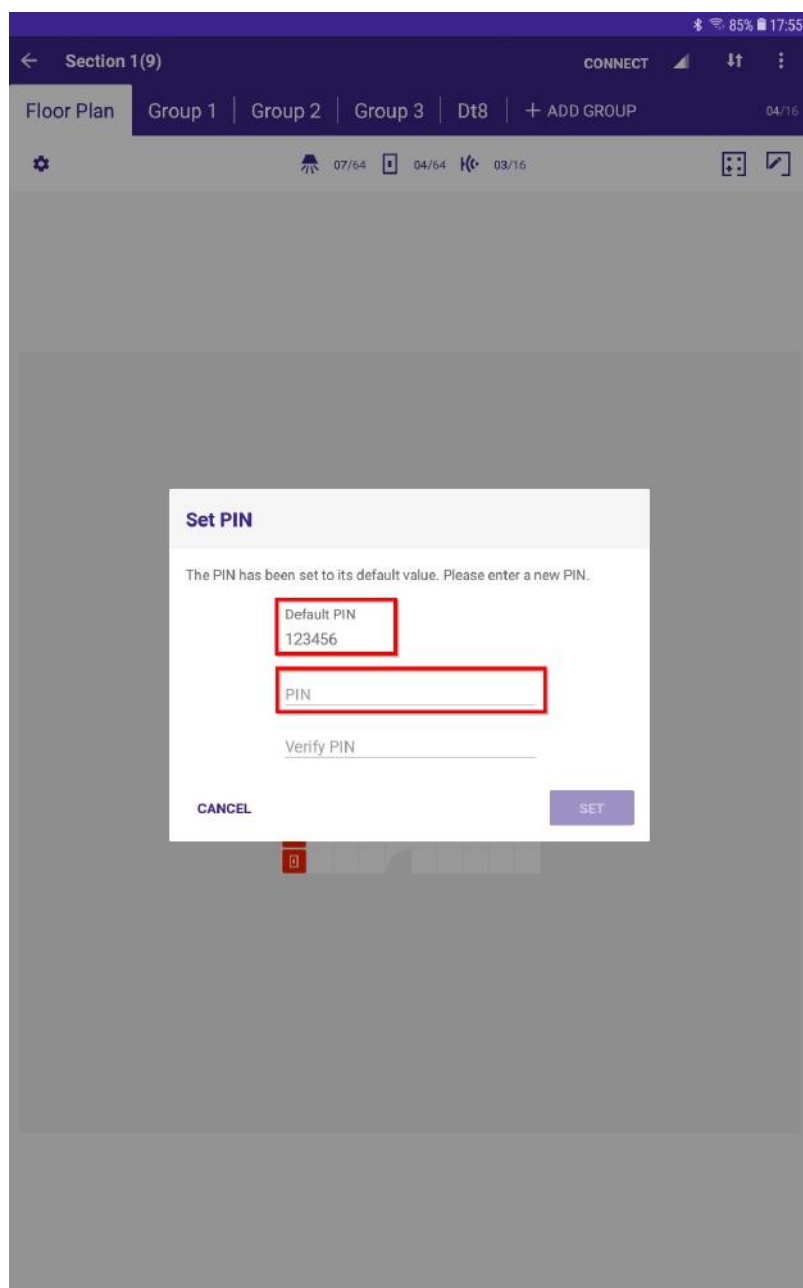 85% 17:55
Section 1(9) CONNECT
Floor Plan Group 1 Group 2 Group 3 Dt8 + ADD GROUP 04/16
07/64 04/64 03/16
Set PIN
The PIN has been set to its default value. Please enter a new PIN.
Default PIN
123456
PIN
Verify PIN
CANCEL SET